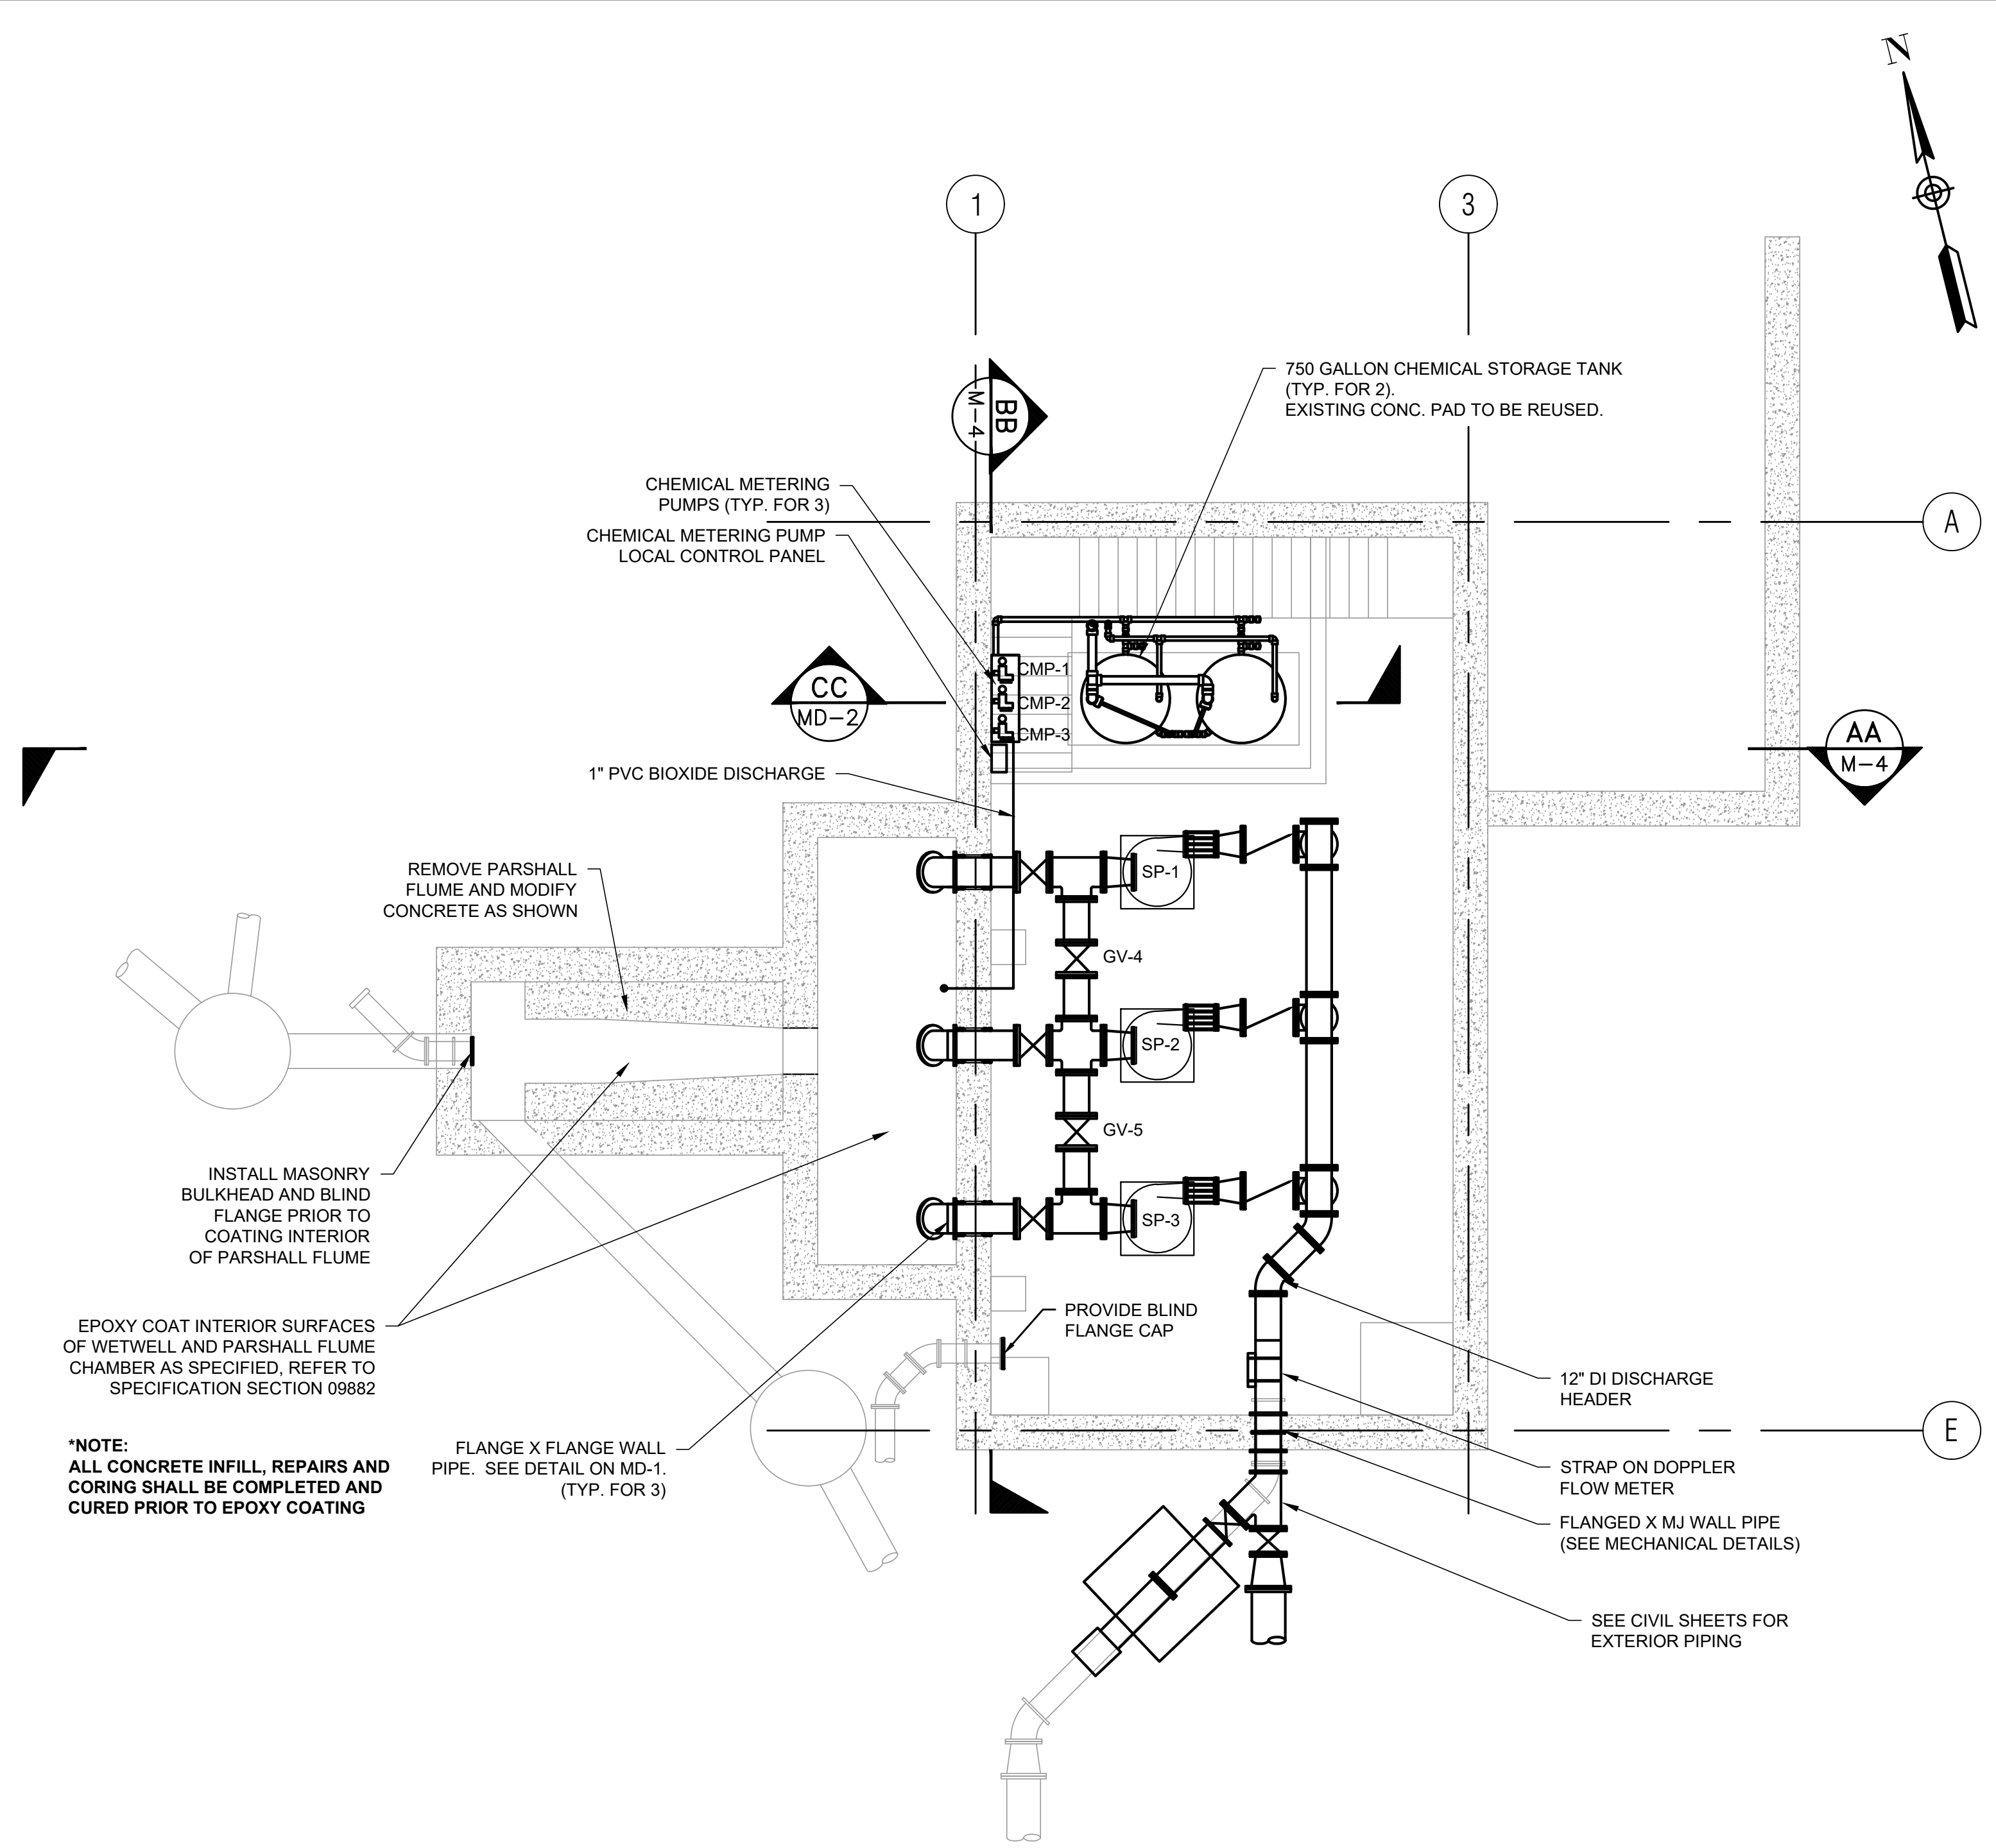 N
1
3
750 GALLON CHEMICAL STORAGE TANK
(TYP. FOR 2).
EXISTING CONC. PAD TO BE REUSED.
BB
M-4
CHEMICAL METERING
PUMPS (TYP. FOR 3)
CHEMICAL METERING PUMP
LOCAL CONTROL PANEL
A
CMP-1
CMP-2
CMP-3
CC
MD-2
AA
M-4
1" PVC BIOXIDE DISCHARGE
REMOVE PARSHALL
FLUME AND MODIFY
CONCRETE AS SHOWN
SP-1
GV-4
SP-2
GV-5
SP-3
INSTALL MASONRY
BULKHEAD AND BLIND
FLANGE PRIOR TO
COATING INTERIOR
OF PARSHALL FLUME
EPOXY COAT INTERIOR SURFACES
OF WETWELL AND PARSHALL FLUME
CHAMBER AS SPECIFIED, REFER TO
SPECIFICATION SECTION 09882
PROVIDE BLIND
FLANGE CAP
12" DI DISCHARGE
HEADER
E
*NOTE:
ALL CONCRETE INFILL, REPAIRS AND
CORING SHALL BE COMPLETED AND
CURED PRIOR TO EPOXY COATING
FLANGE X FLANGE WALL
PIPE. SEE DETAIL ON MD-1.
(TYP. FOR 3)
STRAP ON DOPPLER
FLOW METER
FLANGED X MJ WALL PIPE
(SEE MECHANICAL DETAILS)
SEE CIVIL SHEETS FOR
EXTERIOR PIPING